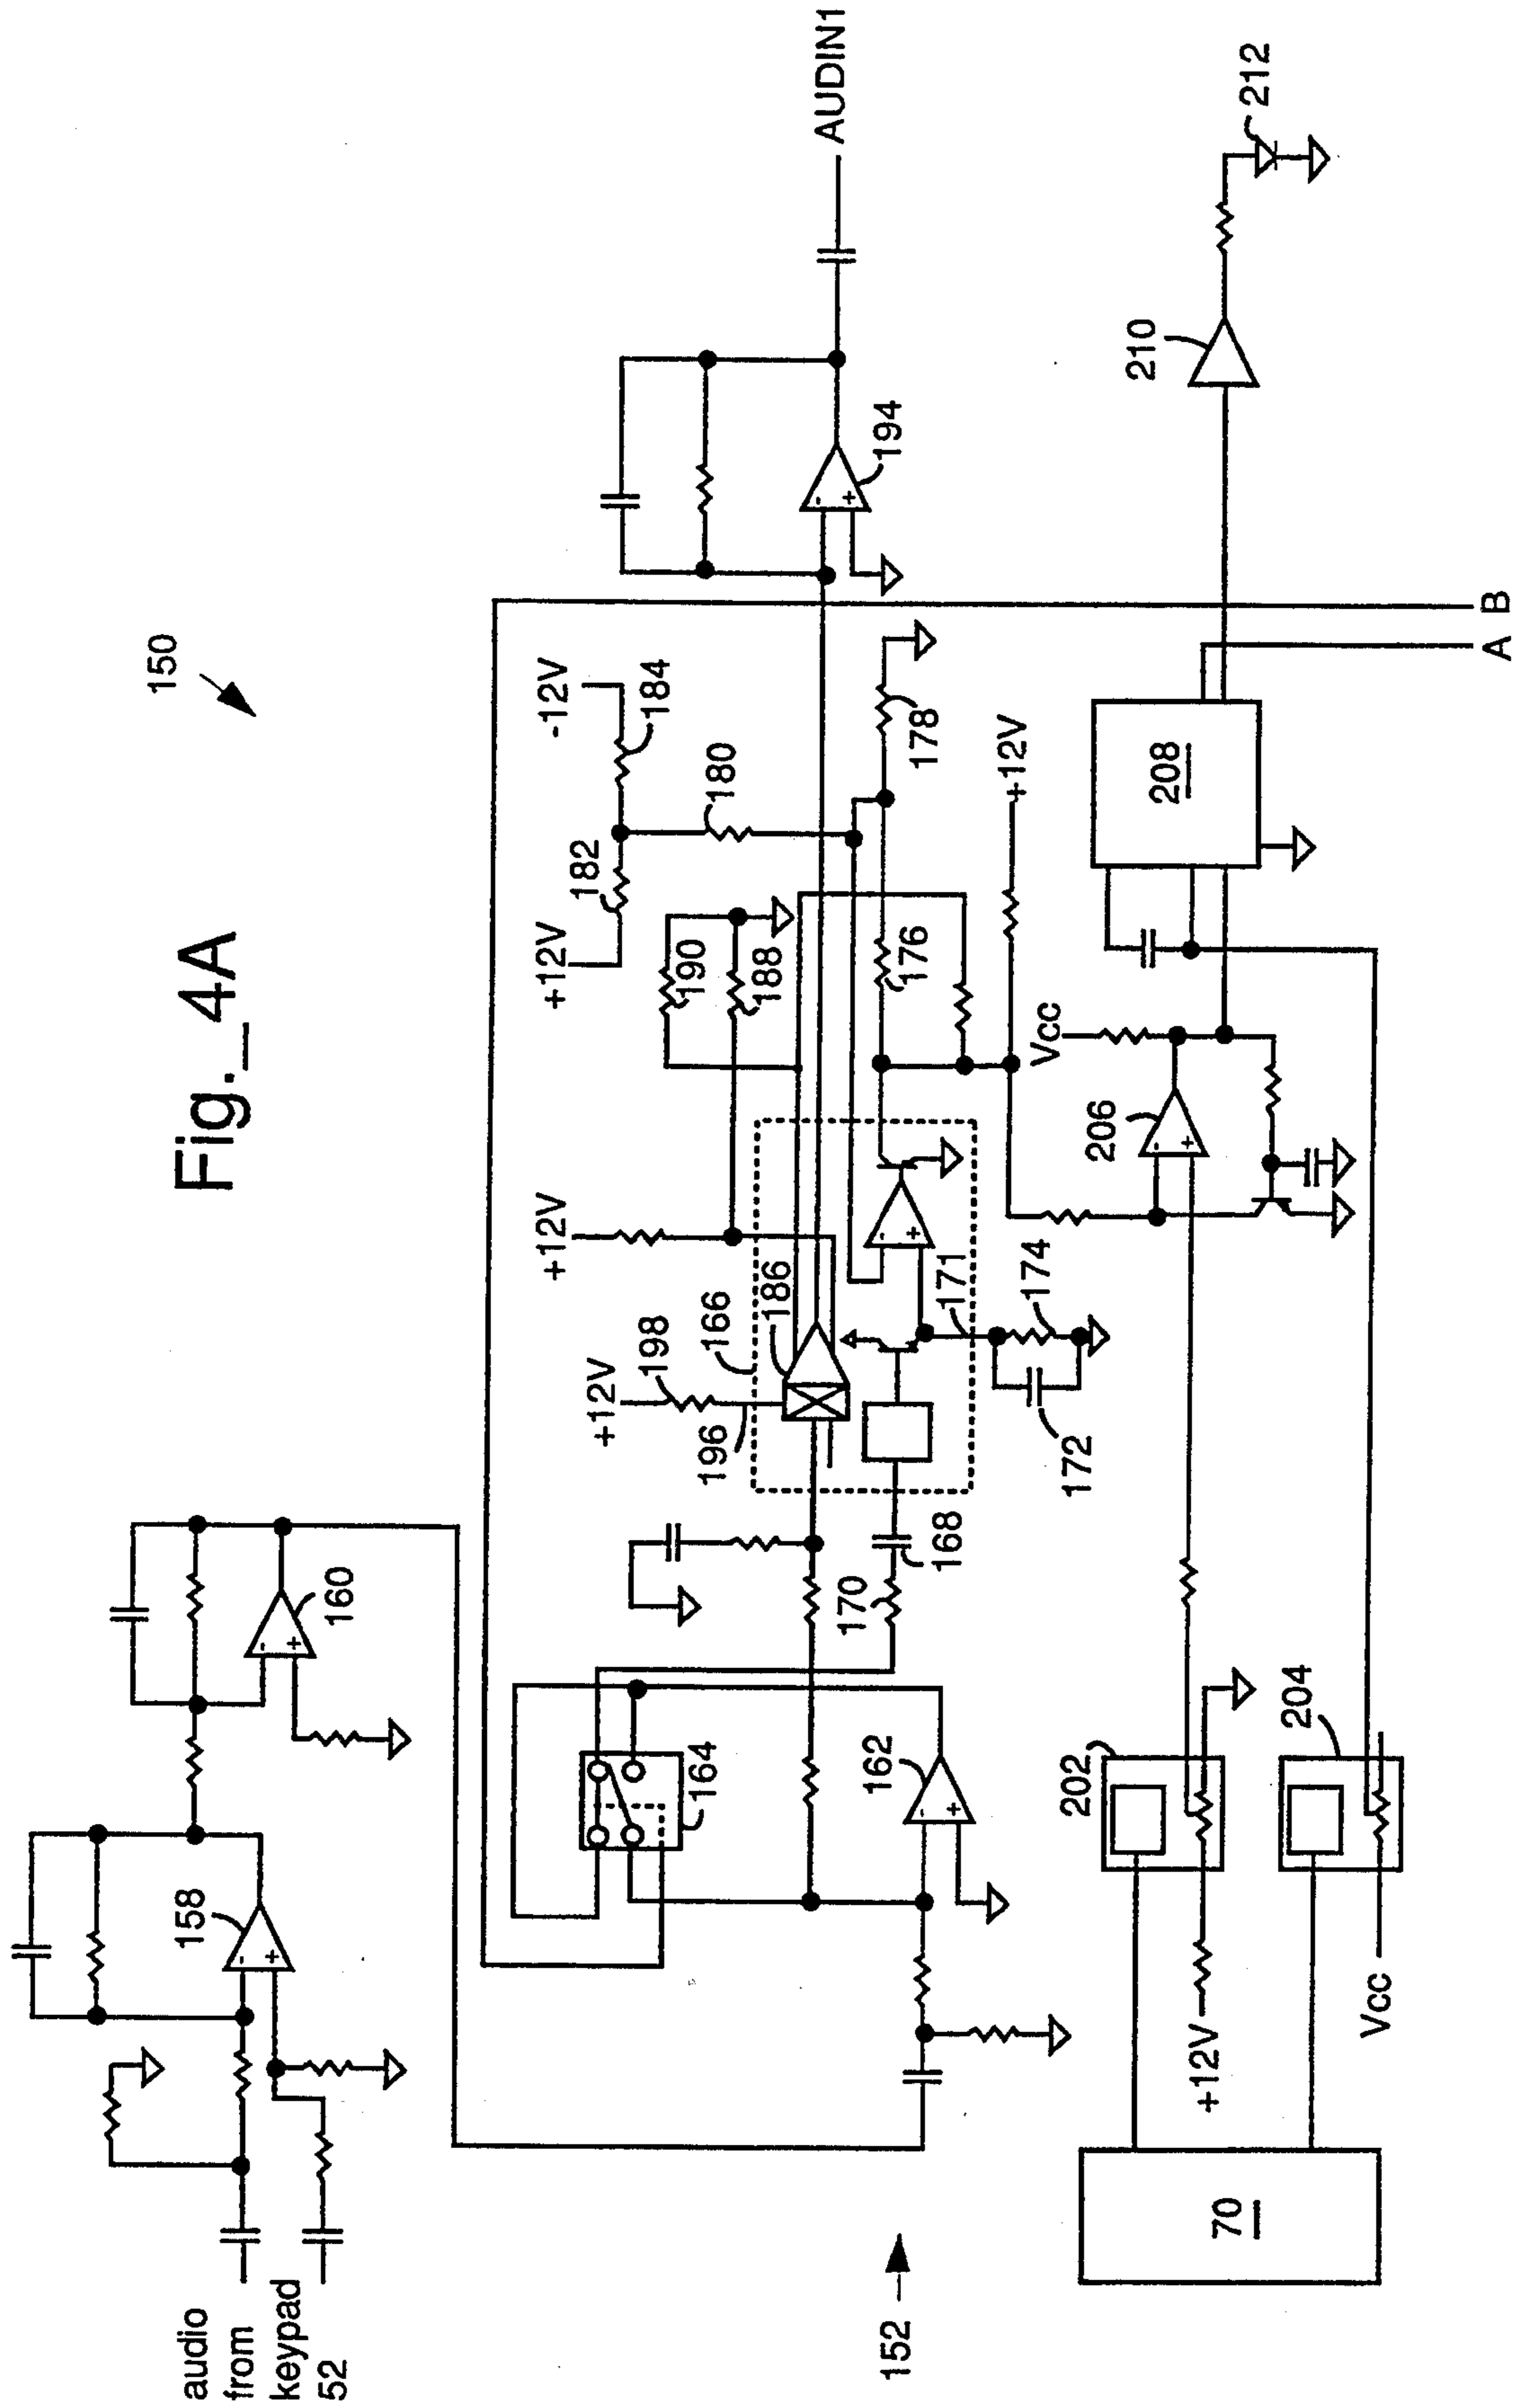 Fig._4A
150
audio
from
keypad
52
158
160
+12V
+12V
-12V
182
184
180
190
188
+12V
198
196
166
186
AUDIN1
194
164
170
168
176
178
162
171
172
174
+12V
Vcc
152
70
202
204
+12V
Vcc
206
208
210
212
A
B
- + - + - + - + - + - +